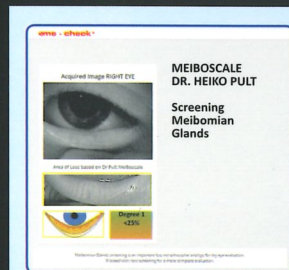 eme - check
Acquired Image RIGHT EYE
MEIBOSCALE
DR. HEIKO PULT
Screening
Meibomian
Glands
Area of Loss based on Dr Pult Meiboscale
Degree 1
<25%